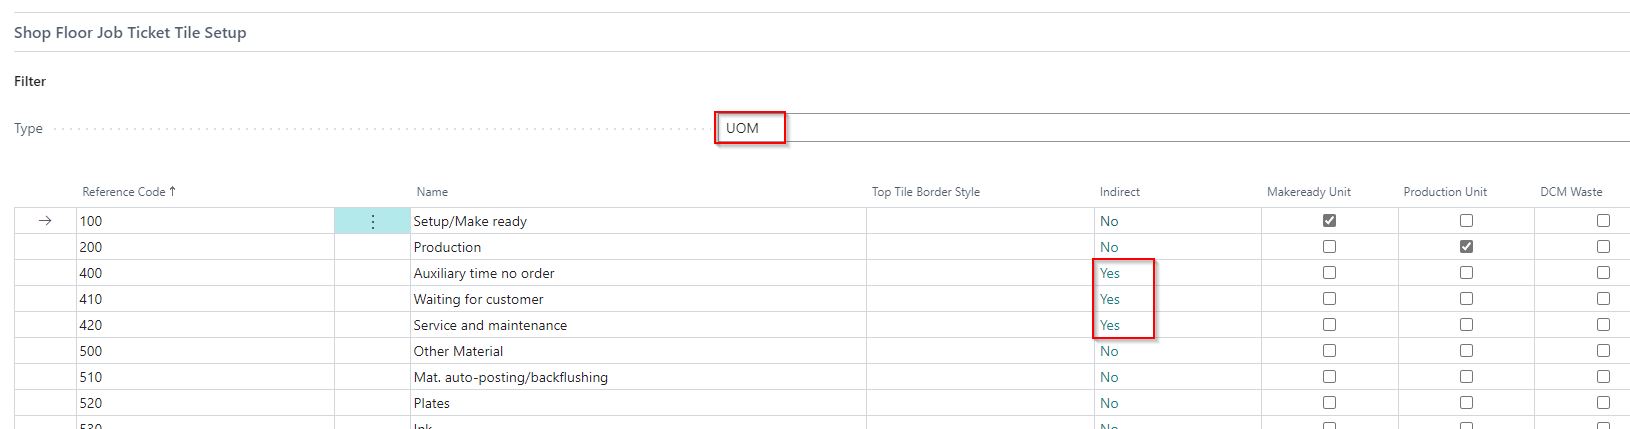 Shop Floor Job Ticket Tile Setup
Filter
Type UOM
Reference Code ↑ Name Top Tile Border Style Indirect Makeready Unit Production Unit DCM Waste
100 Setup/Make ready No
200 Production No
400 Auxiliary time no order Yes
410 Waiting for customer Yes
420 Service and maintenance Yes
500 Other Material No
510 Mat. auto-posting/backflushing No
520 Plates No
530 Ink